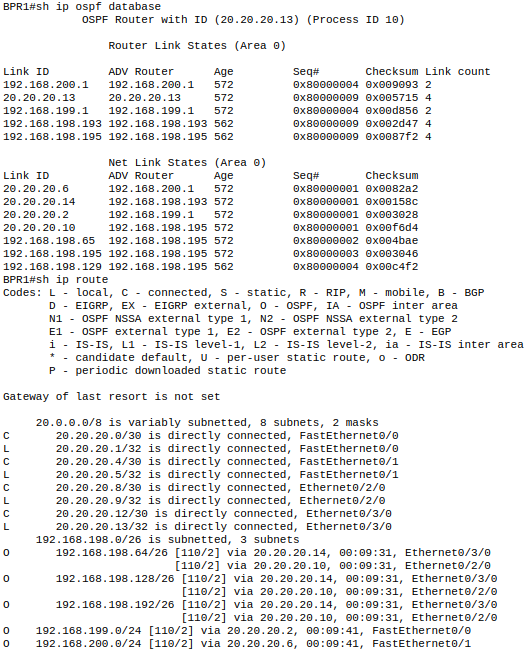 BPR1#sh ip ospf database
OSPF Router with ID (20.20.20.13) (Process ID 10)
Router Link States (Area 0)
Link ID ADV Router Age Seq# Checksum Link count
192.168.200.1 192.168.200.1 572 0x80000004 0x009093 2
20.20.20.13 20.20.20.13 572 0x80000009 0x005715 4
192.168.199.1 192.168.199.1 572 0x80000004 0x00d856 2
192.168.198.193 192.168.198.193 562 0x80000009 0x002d47 4
192.168.198.195 192.168.198.195 562 0x80000009 0x0087f2 4
Net Link States (Area 0)
Link ID ADV Router Age Seq# Checksum
20.20.20.6 192.168.200.1 572 0x80000001 0x0082a2
20.20.20.14 192.168.198.193 572 0x80000001 0x00158c
20.20.20.2 192.168.199.1 572 0x80000001 0x003028
20.20.20.10 192.168.198.195 572 0x80000001 0x00f6d4
192.168.198.65 192.168.198.195 562 0x80000002 0x004bae
192.168.198.195 192.168.198.195 562 0x80000003 0x003046
192.168.198.129 192.168.198.195 562 0x80000004 0x00c4f2
BPR1#sh ip route
Codes: L - local, C - connected, S - static, R - RIP, M - mobile, B - BGP
D - EIGRP, EX - EIGRP external, O - OSPF, IA - OSPF inter area
N1 - OSPF NSSA external type 1, N2 - OSPF NSSA external type 2
E1 - OSPF external type 1, E2 - OSPF external type 2, E - EGP
i - IS-IS, L1 - IS-IS level-1, L2 - IS-IS level-2, ia - IS-IS inter area
* - candidate default, U - per-user static route, o - ODR
P - periodic downloaded static route
Gateway of last resort is not set
20.0.0.0/8 is variably subnetted, 8 subnets, 2 masks
C 20.20.20.0/30 is directly connected, FastEthernet0/0
L 20.20.20.1/32 is directly connected, FastEthernet0/0
C 20.20.20.4/30 is directly connected, FastEthernet0/1
L 20.20.20.5/32 is directly connected, FastEthernet0/1
C 20.20.20.8/30 is directly connected, Ethernet0/2/0
L 20.20.20.9/32 is directly connected, Ethernet0/2/0
C 20.20.20.12/30 is directly connected, Ethernet0/3/0
L 20.20.20.13/32 is directly connected, Ethernet0/3/0
192.168.198.0/26 is subnetted, 3 subnets
O 192.168.198.64/26 [110/2] via 20.20.20.14, 00:09:31, Ethernet0/3/0
[110/2] via 20.20.20.10, 00:09:31, Ethernet0/2/0
O 192.168.198.128/26 [110/2] via 20.20.20.14, 00:09:31, Ethernet0/3/0
[110/2] via 20.20.20.10, 00:09:31, Ethernet0/2/0
O 192.168.198.192/26 [110/2] via 20.20.20.14, 00:09:31, Ethernet0/3/0
[110/2] via 20.20.20.10, 00:09:31, Ethernet0/2/0
O 192.168.199.0/24 [110/2] via 20.20.20.2, 00:09:41, FastEthernet0/0
O 192.168.200.0/24 [110/2] via 20.20.20.6, 00:09:41, FastEthernet0/1